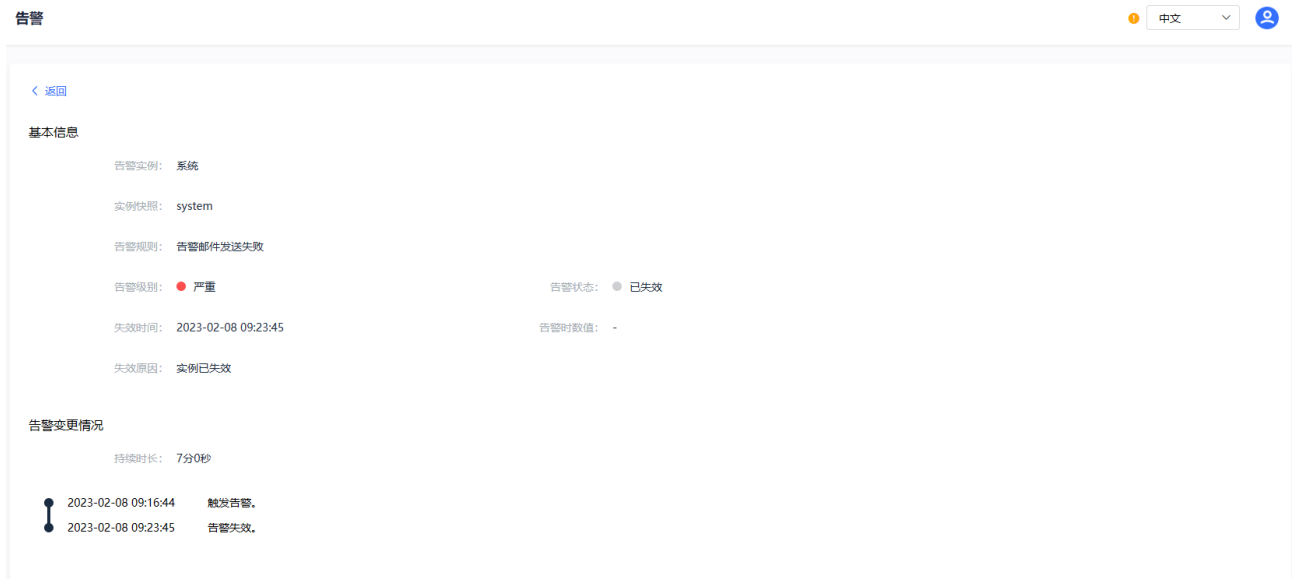 告警
中文
返回
基本信息
告警实例： 系统
实例快照： system
告警规则： 告警邮件发送失败
告警级别： 严重 告警状态： 已失效
失效时间： 2023-02-08 09:23:45 告警时数值： -
失效原因： 实例已失效
告警变更情况
持续时长： 7分0秒
2023-02-08 09:16:44 触发告警。
2023-02-08 09:23:45 告警失效。